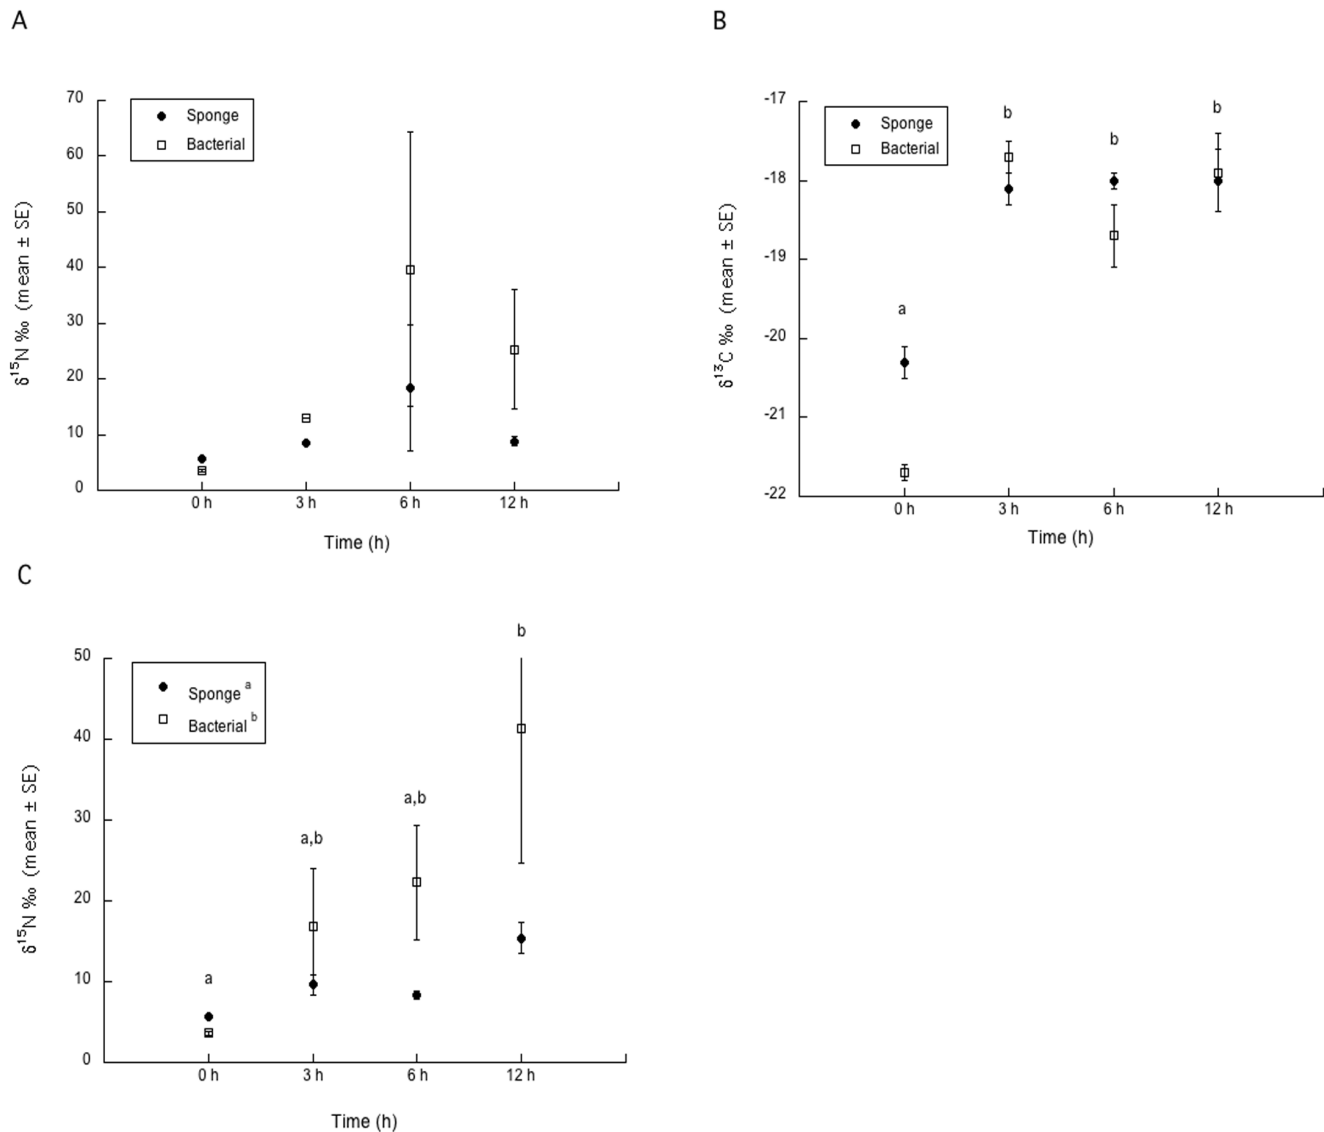 A
70
60
50
40
30
20
10
0
δ¹⁵N ‰ (mean ± SE)
Sponge
Bacterial
0 h 3 h 6 h 12 h
Time (h)
B
-17
-18
-19
-20
-21
-22
δ¹³C ‰ (mean ± SE)
Sponge
Bacterial
a b b b
0 h 3 h 6 h 12 h
Time (h)
C
50
40
30
20
10
0
δ¹⁵N ‰ (mean ± SE)
Sponge ᵃ
Bacterial ᵇ
a a,b a,b b
0 h 3 h 6 h 12 h
Time (h)